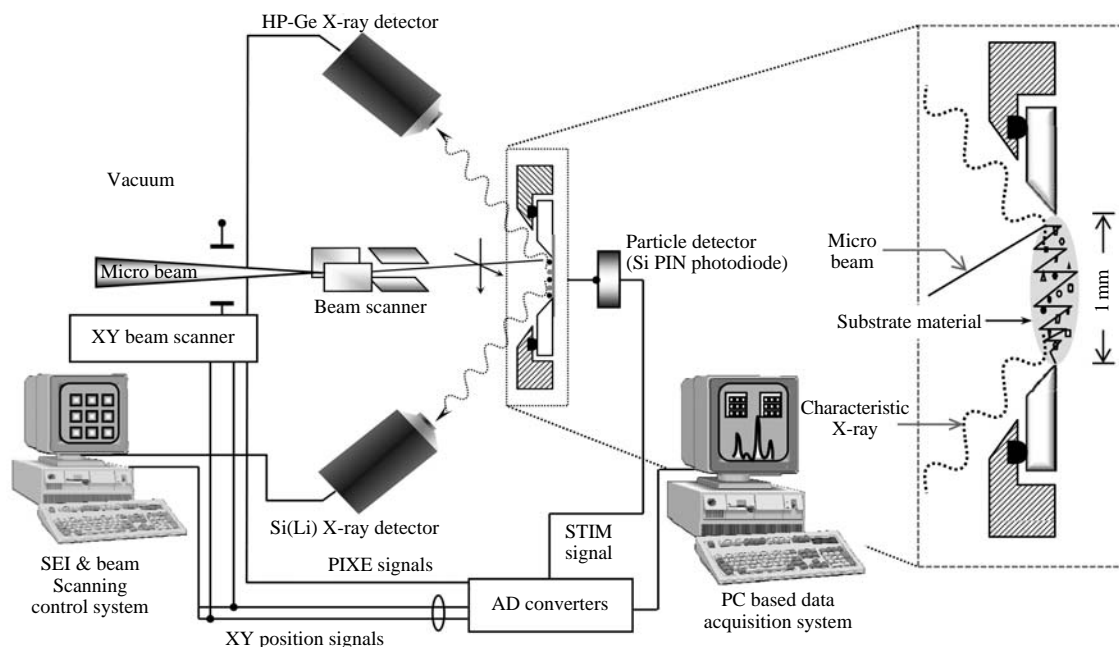 HP-Ge X-ray detector
Vacuum
Micro beam
Beam scanner
XY beam scanner
Particle detector
(Si PIN photodiode)
Micro
beam
Substrate material
1 mm
Characteristic
X-ray
Si(Li) X-ray detector
STIM
signal
SEI & beam
Scanning
control system
PIXE signals
AD converters
XY position signals
PC based data
acquisition system